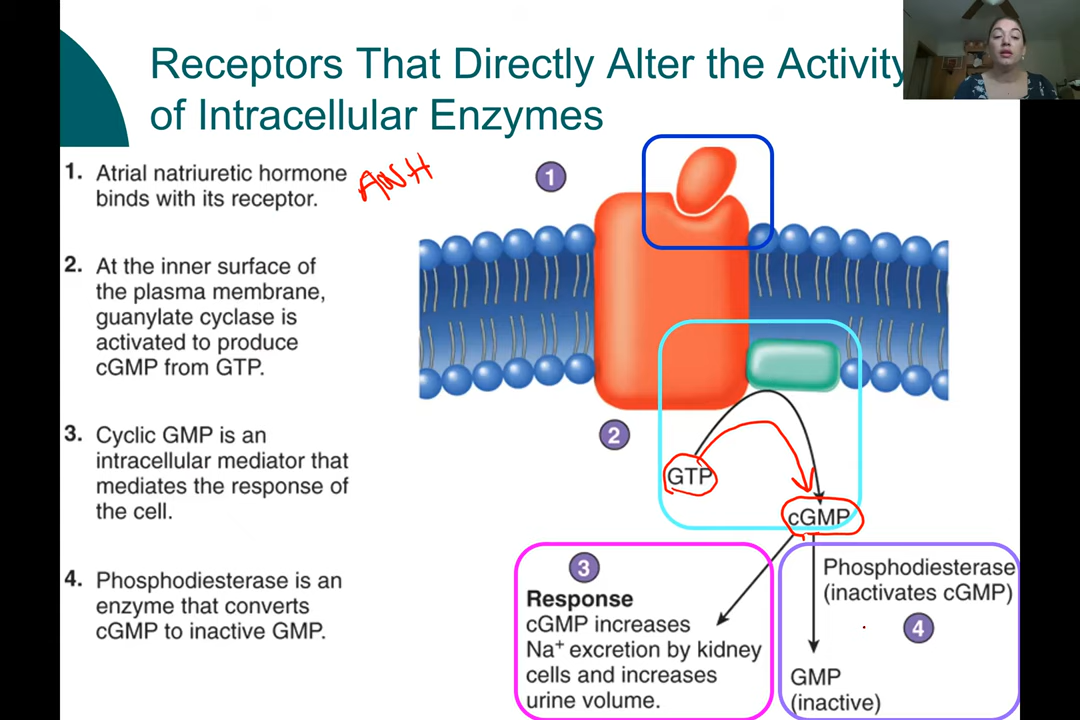 Receptors That Directly Alter the Activity
of Intracellular Enzymes
1. Atrial natriuretic hormone
binds with its receptor.
ANH
2. At the inner surface of
the plasma membrane,
guanylate cyclase is
activated to produce
cGMP from GTP.
3. Cyclic GMP is an
intracellular mediator that
mediates the response of
the cell.
4. Phosphodiesterase is an
enzyme that converts
cGMP to inactive GMP.
1
2
GTP
cGMP
3
Response
cGMP increases
Na⁺ excretion by kidney
cells and increases
urine volume.
Phosphodiesterase
(inactivates cGMP)
4
GMP
(inactive)